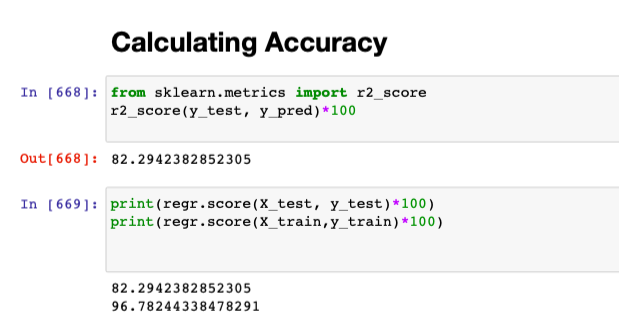 Calculating Accuracy
In [668]: from sklearn.metrics import r2_score
r2_score(y_test, y_pred)*100
Out[668]: 82.2942382852305
In [669]: print(regr.score(X_test, y_test)*100)
print(regr.score(X_train,y_train)*100)
82.2942382852305
96.78244338478291